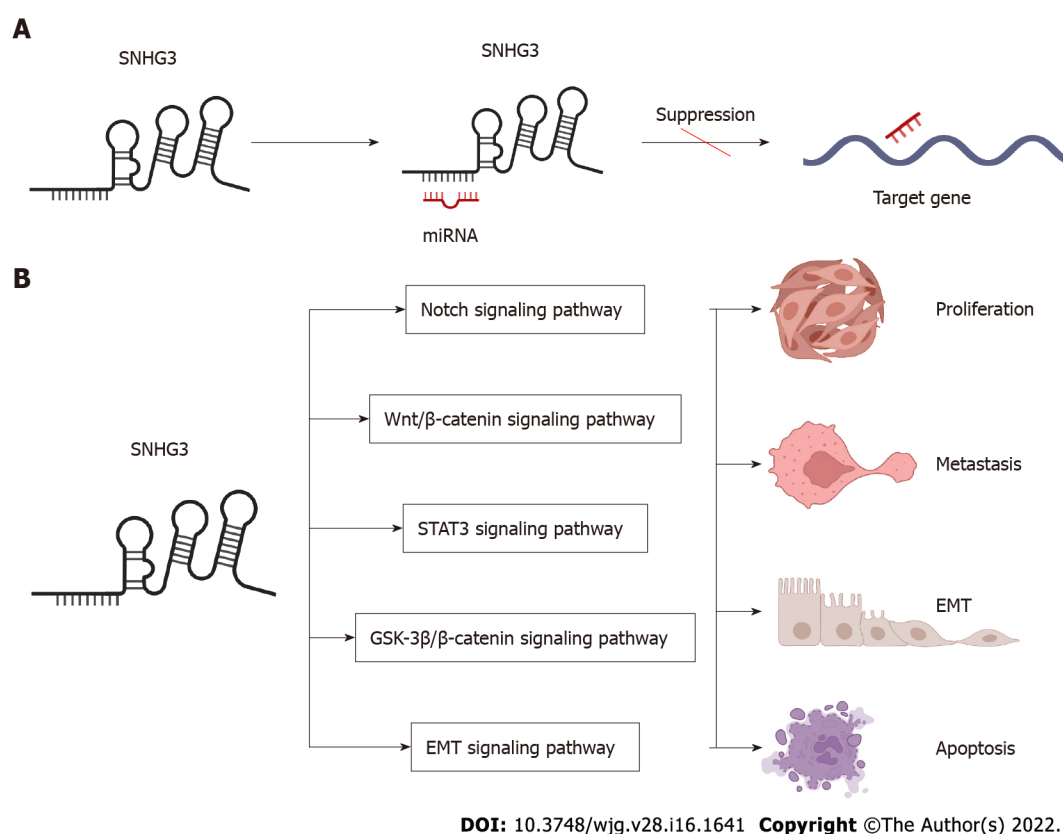 A
SNHG3
SNHG3
Suppression
miRNA
Target gene
B
SNHG3
Notch signaling pathway
Wnt/β-catenin signaling pathway
STAT3 signaling pathway
GSK-3β/β-catenin signaling pathway
EMT signaling pathway
Proliferation
Metastasis
EMT
Apoptosis
DOI: 10.3748/wjg.v28.i16.1641 Copyright ©The Author(s) 2022.